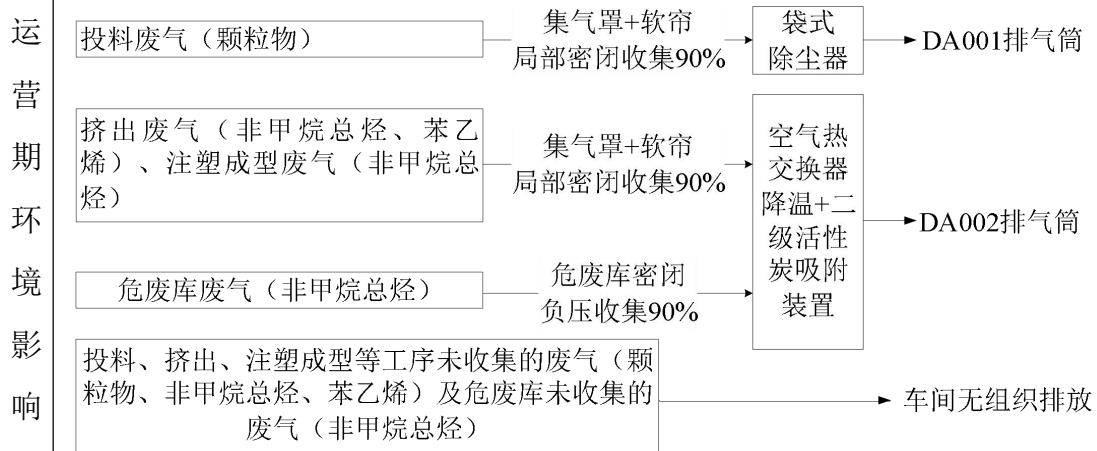 运
营
期
环
境
影
响
投料废气（颗粒物）
集气罩+软帘
局部密闭收集90%
袋式
除尘器
DA001排气筒
挤出废气（非甲烷总烃、苯乙
烯）、注塑成型废气（非甲烷总
烃）
集气罩+软帘
局部密闭收集90%
空气热
交换器
降温+二
级活性
炭吸附
装置
DA002排气筒
危废库废气（非甲烷总烃）
危废库密闭
负压收集90%
投料、挤出、注塑成型等工序未收集的废气（颗
粒物、非甲烷总烃、苯乙烯）及危废库未收集的
废气（非甲烷总烃）
车间无组织排放